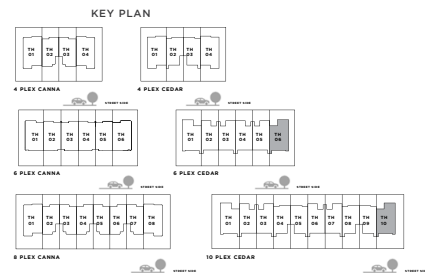 KEY PLAN
TH 01 TH 02 TH 03 TH 04
TH 01 TH 02 TH 03 TH 04
4 PLEX CANNA
4 PLEX CEDAR
STREET SIDE
STREET SIDE
TH 01 TH 02 TH 03 TH 04 TH 05 TH 06
TH 01 TH 02 TH 03 TH 04 TH 05 TH 06
6 PLEX CANNA
6 PLEX CEDAR
STREET SIDE
STREET SIDE
TH 01 TH 02 TH 03 TH 04 TH 05 TH 06 TH 07 TH 08
TH 01 TH 02 TH 03 TH 04 TH 05 TH 06 TH 07 TH 08 TH 09 TH 10
8 PLEX CANNA
10 PLEX CEDAR
STREET SIDE
STREET SIDE